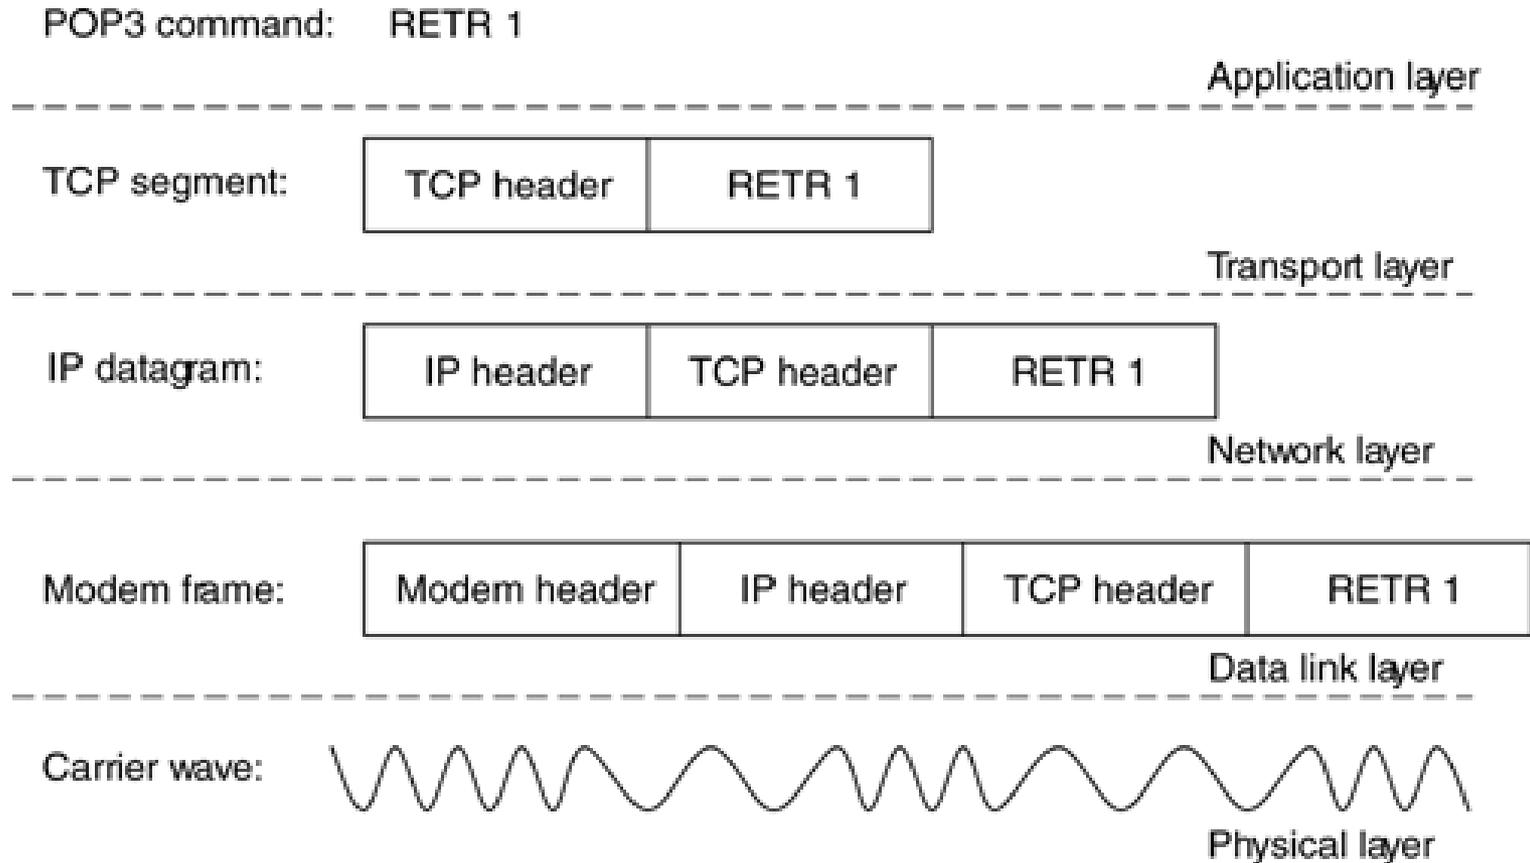 POP3 command: RETR 1
Application layer
TCP segment: TCP header RETR 1
Transport layer
IP datagram: IP header TCP header RETR 1
Network layer
Modem frame: Modem header IP header TCP header RETR 1
Data link layer
Carrier wave:
Physical layer